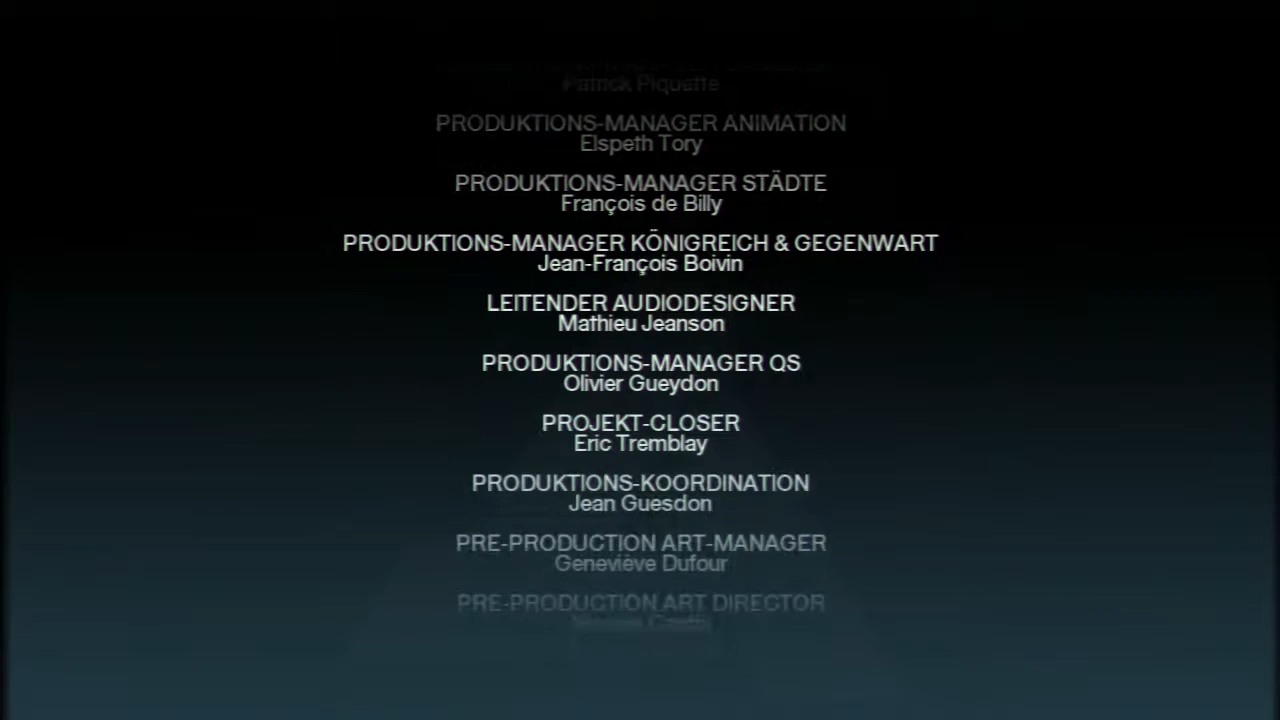 Patrick Piquette
PRODUKTIONS-MANAGER ANIMATION
Elspeth Tory
PRODUKTIONS-MANAGER STÄDTE
François de Billy
PRODUKTIONS-MANAGER KÖNIGREICH & GEGENWART
Jean-François Boivin
LEITENDER AUDIODESIGNER
Mathieu Jeanson
PRODUKTIONS-MANAGER QS
Olivier Gueydon
PROJEKT-CLOSER
Eric Tremblay
PRODUKTIONS-KOORDINATION
Jean Guesdon
PRE-PRODUCTION ART-MANAGER
Geneviève Dufour
PRE-PRODUCTION ART DIRECTOR